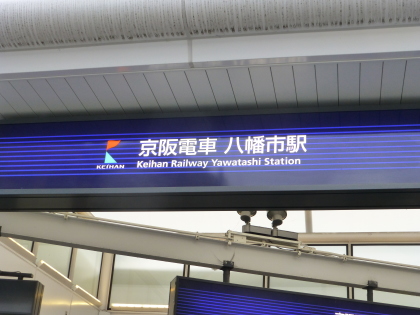 京阪電車 八幡市駅
KEIHAN
Keihan Railway Yawatashi Station